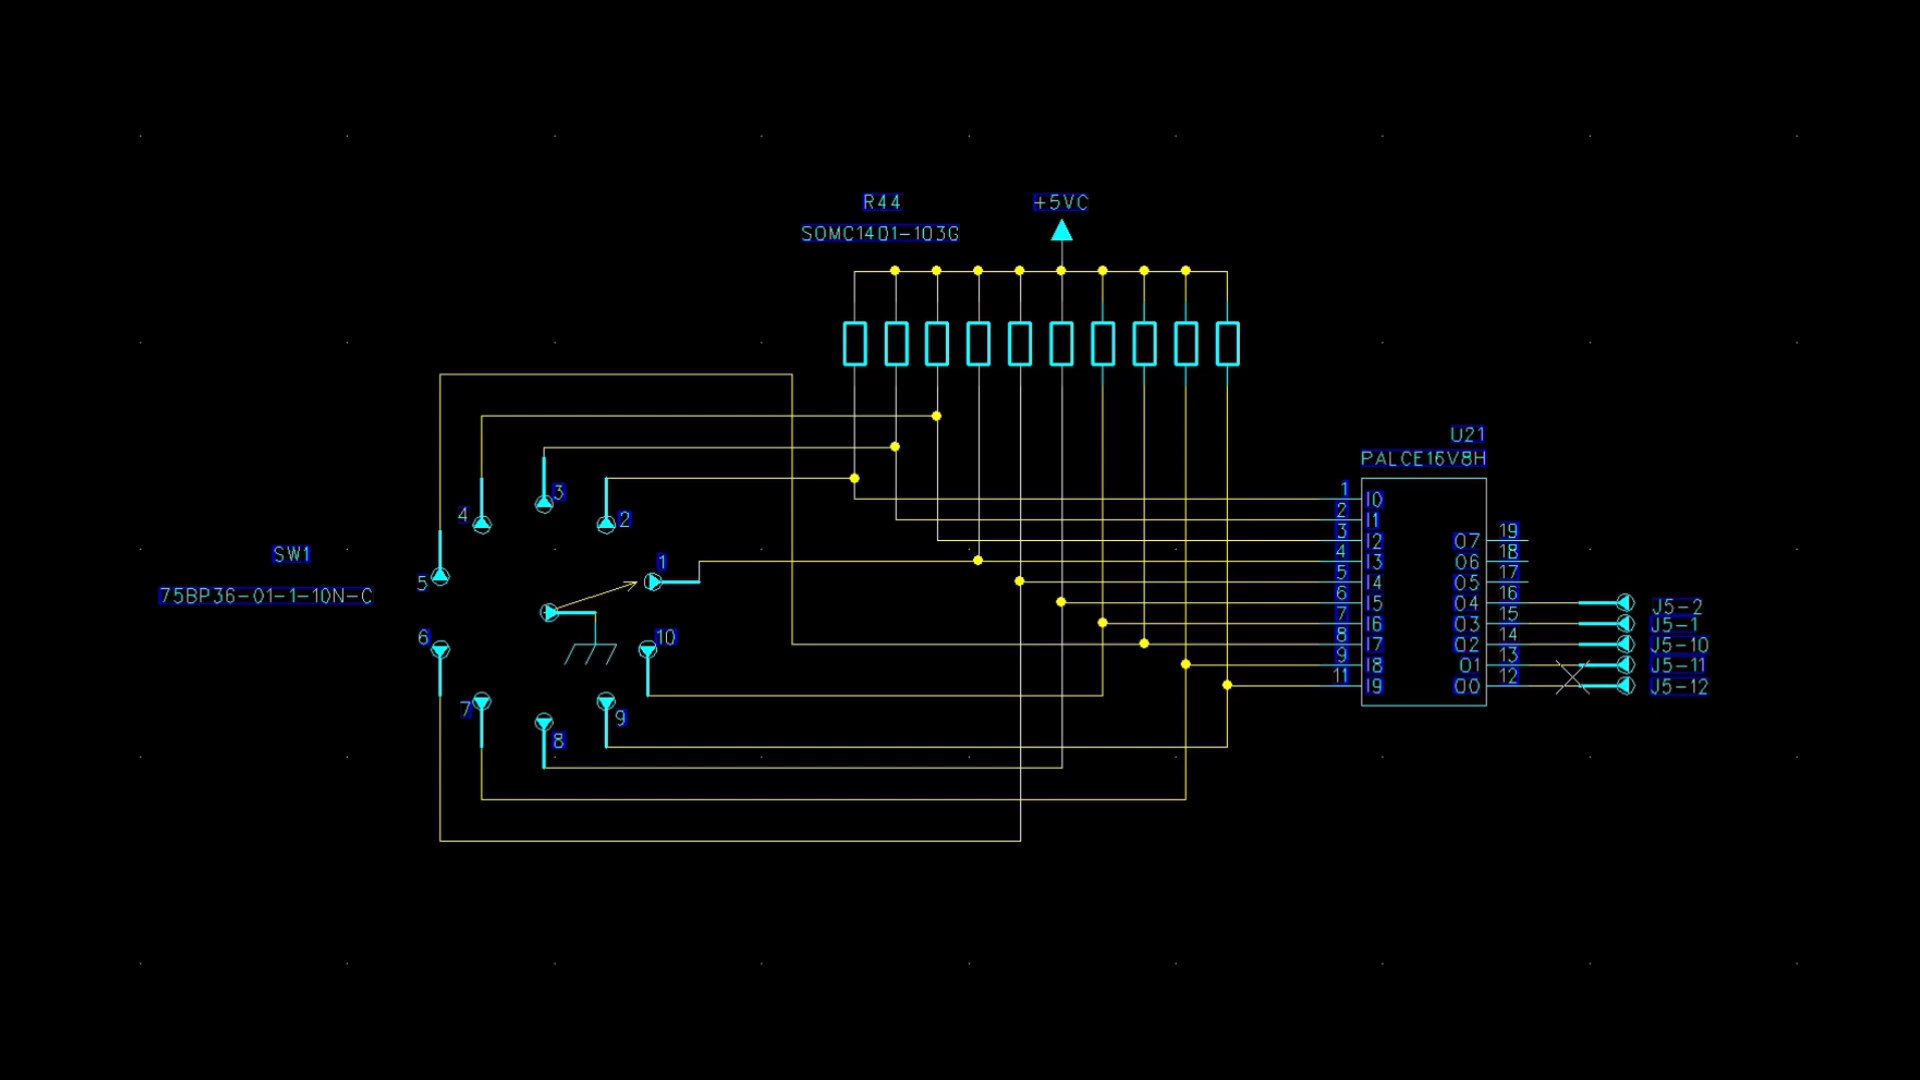 R44
+5VC
SOMC1401-103G
U21
PALCE16V8H
1
I0
2
I1
3
I2
4
I3
5
I4
6
I5
7
I6
8
I7
9
I8
11
I9
O7
19
O6
18
O5
17
O4
16
O3
15
O2
14
O1
13
O0
12
J5-2
J5-1
J5-10
J5-11
J5-12
SW1
75BP36-01-1-10N-C
3
4
2
1
5
6
10
7
9
8